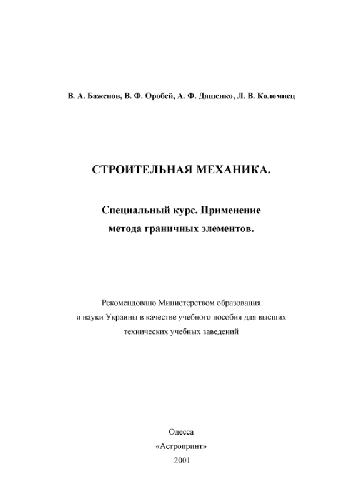 В. А. Баженов, В. Ф. Оробей, А. Ф. Дащенко, Л. В. Коломиец
СТРОИТЕЛЬНАЯ МЕХАНИКА.
Специальный курс. Применение
метода граничных элементов.
Рекомендовано Министерством образования
и науки Украины в качестве учебного пособия для высших
технических учебных заведений
Одесса
«Астропринт»
2001